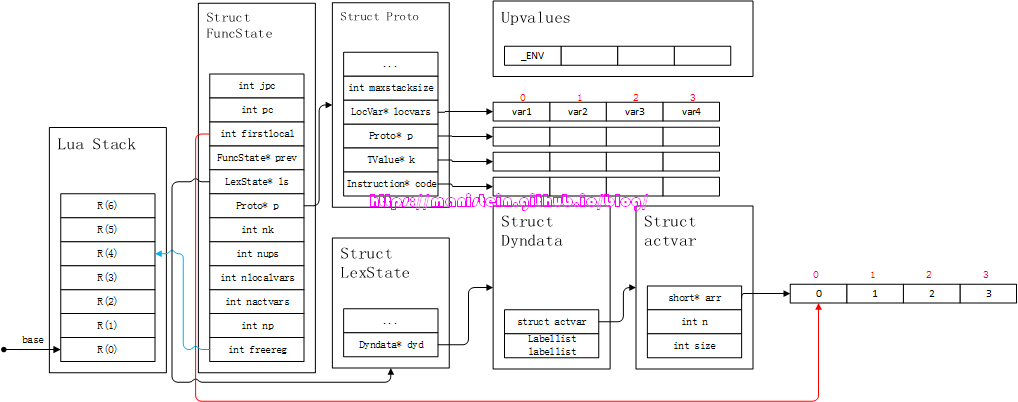 Lua Stack
R(6)
R(5)
R(4)
R(3)
R(2)
R(1)
R(0)
base
Struct
FuncState
int jpc
int pc
int firstlocal
FuncState* prev
LexState* ls
Proto* p
int nk
int nups
int nlocalvars
int nactvars
int np
int freereg
Struct Proto
...
int maxstacksize
LocVar* locvars
Proto* p
TValue* k
Instruction* code
Upvalues
_ENV
0 1 2 3
var1 var2 var3 var4
https://manistein.github.io/blog/
Struct
LexState
...
Dyndata* dyd
Struct
Dyndata
struct actvar
Labellist
labellist
Struct
actvar
short* arr
int n
int size
0 1 2 3
0 1 2 3